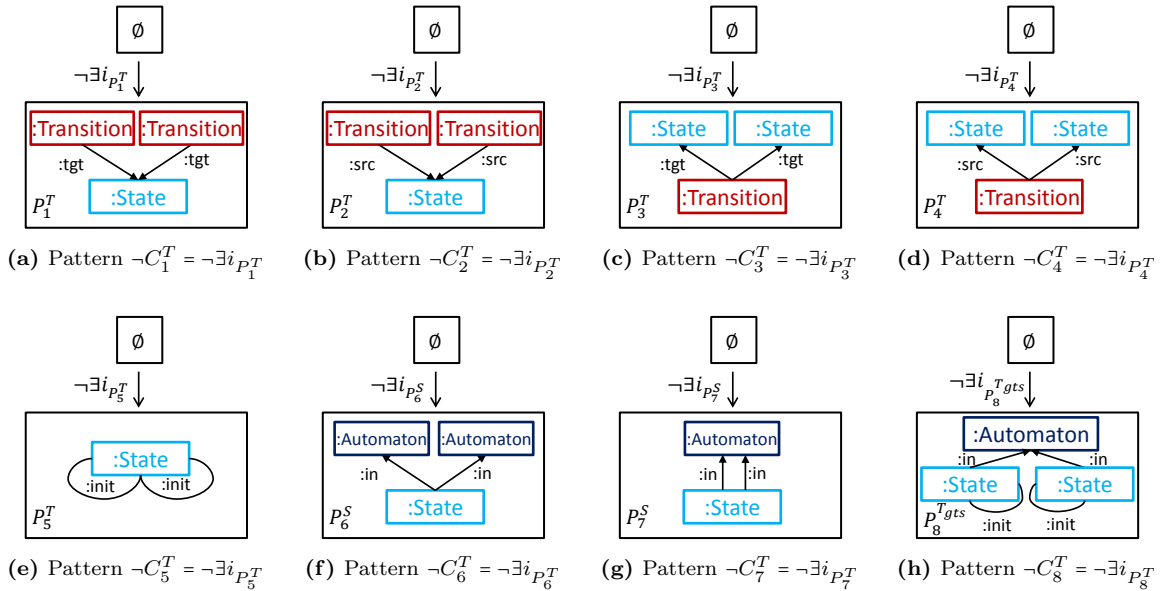 ∅ ∅ ∅ ∅
¬∃i_{P_1^T} ¬∃i_{P_2^T} ¬∃i_{P_3^T} ¬∃i_{P_4^T}
:Transition :Transition :Transition :Transition :State :State :State :State
:tgt :tgt :src :src :tgt :tgt :src :src
:State :State :Transition :Transition
P_1^T P_2^T P_3^T P_4^T
(a) Pattern ¬C_1^T = ¬∃i_{P_1^T} (b) Pattern ¬C_2^T = ¬∃i_{P_2^T} (c) Pattern ¬C_3^T = ¬∃i_{P_3^T} (d) Pattern ¬C_4^T = ¬∃i_{P_4^T}
∅ ∅ ∅ ∅
¬∃i_{P_5^T} ¬∃i_{P_6^S} ¬∃i_{P_7^S} ¬∃i_{P_8^{Tgts}}
:Automaton :Automaton :Automaton :Automaton
:State :in :in :in :in :in :in
:init :init :State :State :State :State
P_5^T P_6^S P_7^S P_8^{Tgts} :init :init
(e) Pattern ¬C_5^T = ¬∃i_{P_5^T} (f) Pattern ¬C_6^T = ¬∃i_{P_6^T} (g) Pattern ¬C_7^T = ¬∃i_{P_7^T} (h) Pattern ¬C_8^T = ¬∃i_{P_8^T}